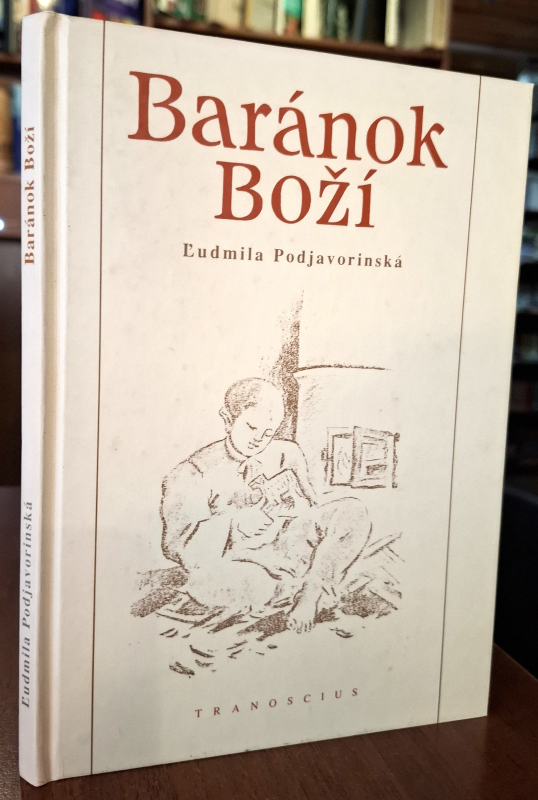 Baránok
Boží
Ľudmila Podjavorinská
TRANOSCIUS
Baránok Boží
Ľudmila Podjavorinská